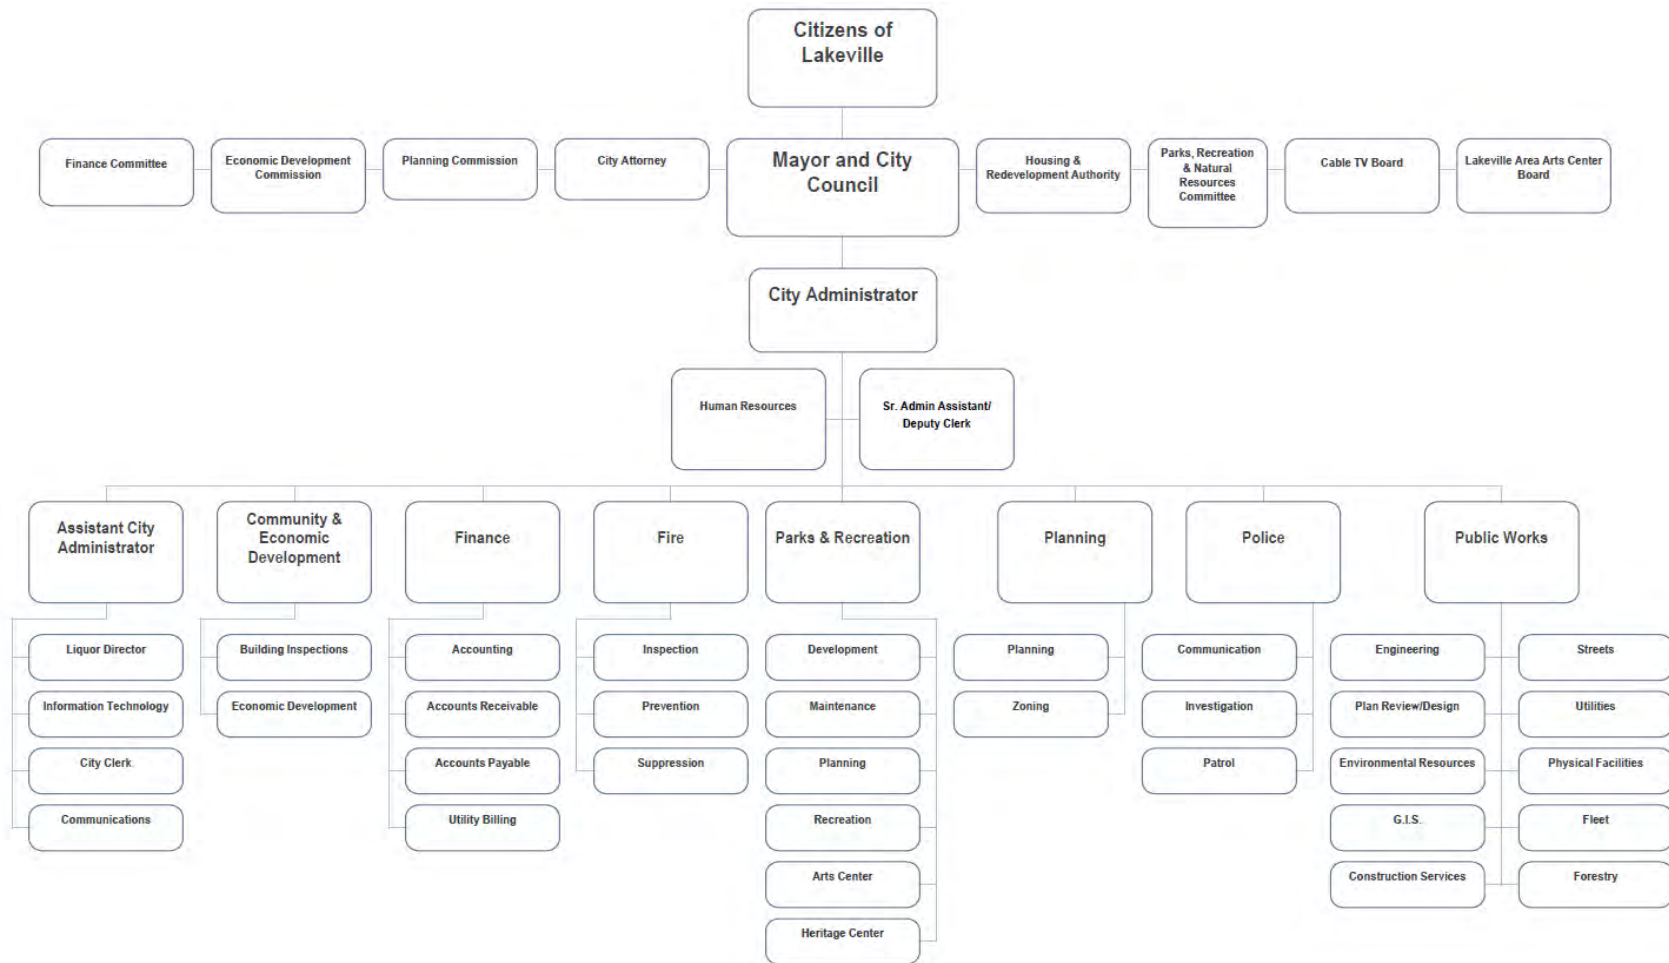 Citizens of
Lakeville
Finance Committee
Economic Development
Commission
Planning Commission
City Attorney
Mayor and City
Council
Housing &
Redevelopment Authority
Parks, Recreation
& Natural
Resources
Committee
Cable TV Board
Lakeville Area Arts Center
Board
City Administrator
Human Resources
Sr. Admin Assistant/
Deputy Clerk
Assistant City
Administrator
Community &
Economic
Development
Finance
Fire
Parks & Recreation
Planning
Police
Public Works
Liquor Director
Information Technology
City Clerk
Communications
Building Inspections
Economic Development
Accounting
Accounts Receivable
Accounts Payable
Utility Billing
Inspection
Prevention
Suppression
Development
Maintenance
Planning
Recreation
Arts Center
Heritage Center
Planning
Zoning
Communication
Investigation
Patrol
Engineering
Plan Review/Design
Environmental Resources
G.I.S.
Construction Services
Streets
Utilities
Physical Facilities
Fleet
Forestry